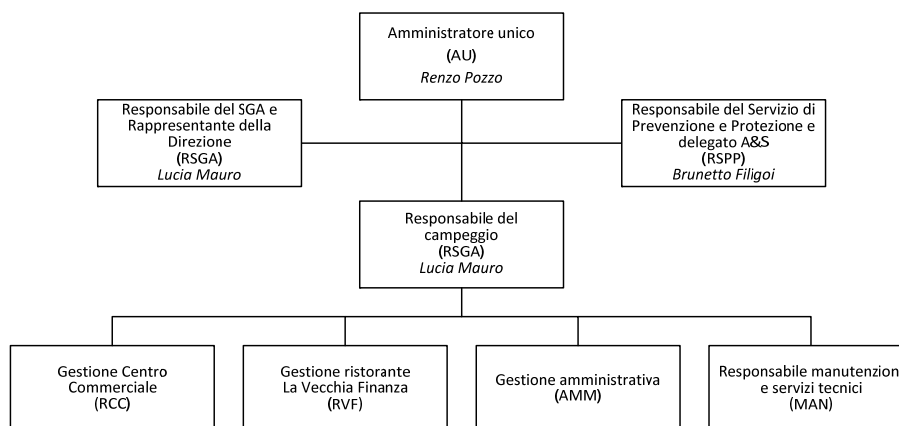 Amministratore unico
(AU)
Renzo Pozzo
Responsabile del SGA e
Rappresentante della
Direzione
(RSGA)
Lucia Mauro
Responsabile del Servizio di
Prevenzione e Protezione e
delegato A&S
(RSPP)
Brunetto Filigoi
Responsabile del
campeggio
(RSGA)
Lucia Mauro
Gestione Centro
Commerciale
(RCC)
Gestione ristorante
La Vecchia Finanza
(RVF)
Gestione amministrativa
(AMM)
Responsabile manutenzion
e servizi tecnici
(MAN)